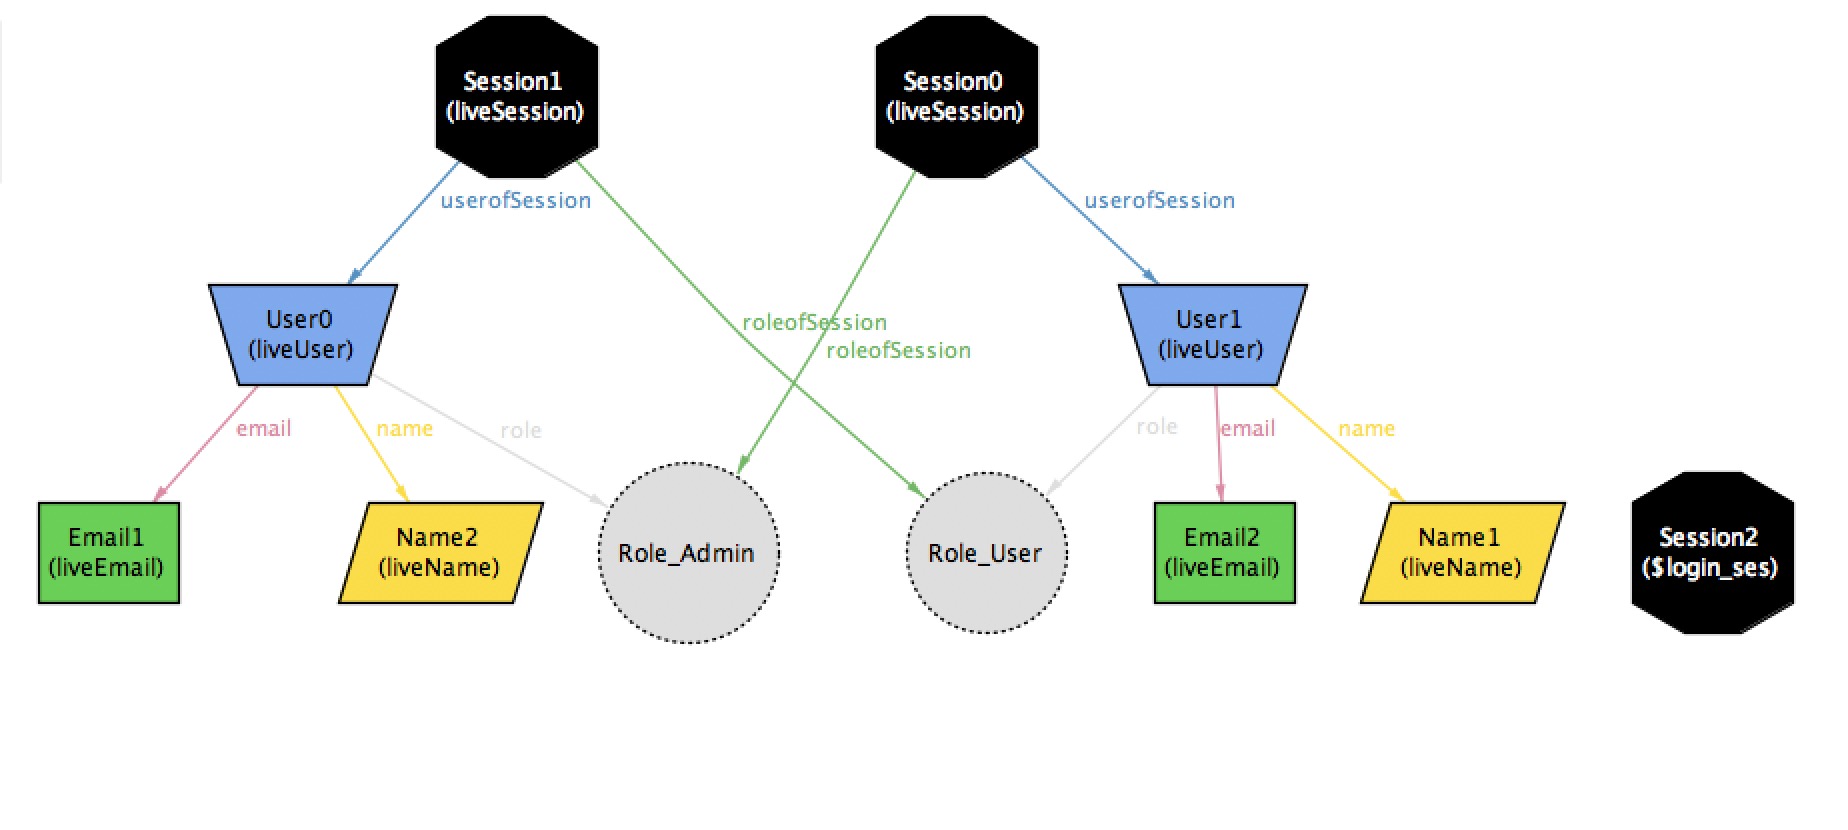 Session1
(liveSession)
Session0
(liveSession)
userofSession
userofSession
User0
(liveUser)
roleofSession
roleofSession
User1
(liveUser)
email
name
role
role
email
name
Email1
(liveEmail)
Name2
(liveName)
Role_Admin
Role_User
Email2
(liveEmail)
Name1
(liveName)
Session2
($login_ses)